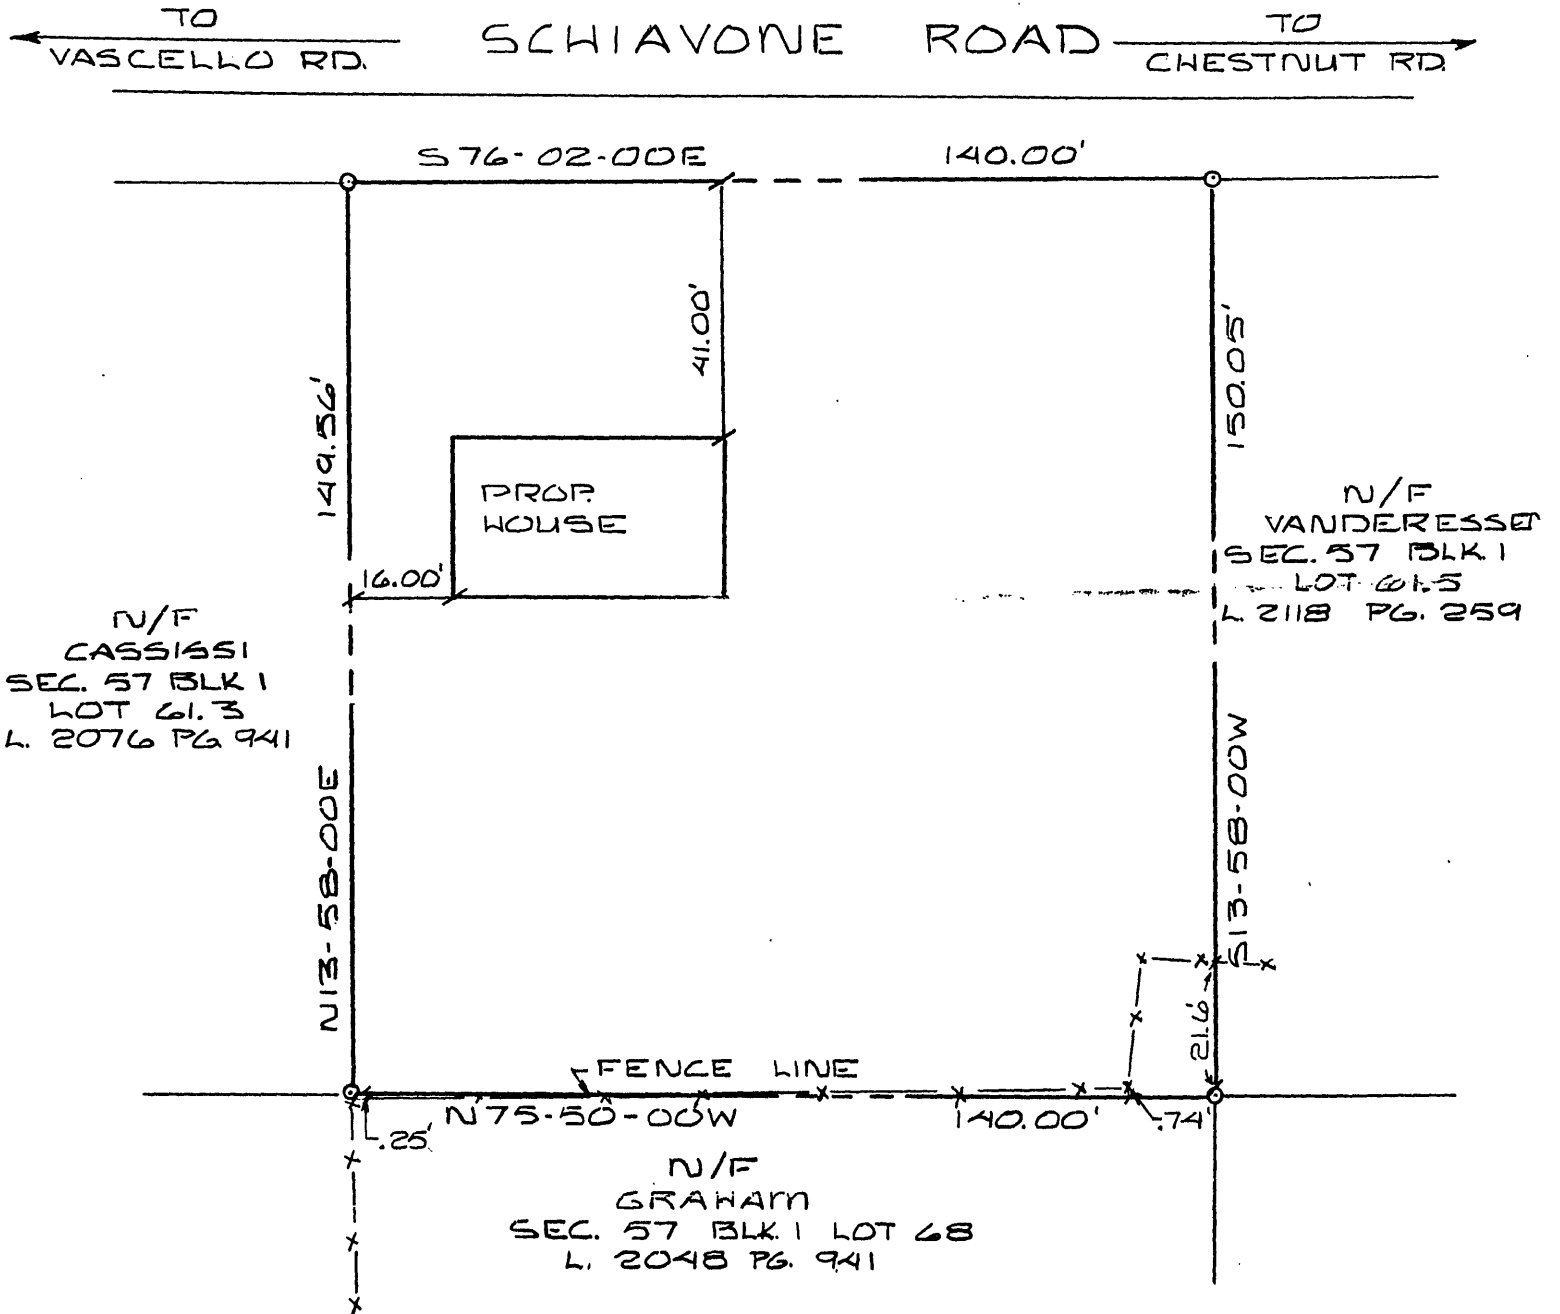 TO
VASCELLO RD.
SCHIAVONE ROAD
TO
CHESTNUT RD.
S 76-02-00E
140.00'
41.00'
149.56'
150.05'
PROP.
HOUSE
16.00'
N/F
VANDERESSET
SEC. 57 BLK. 1
LOT 61.5
L. 2118 PG. 259
N/F
CASSISSI
SEC. 57 BLK 1
LOT 61.3
L. 2076 PG. 941
N13-58-00E
S13-58-00W
21.6'
FENCE LINE
N75-50-00W
140.00'
.74'
.25'
N/F
GRAHAM
SEC. 57 BLK. 1 LOT 68
L. 2048 PG. 941